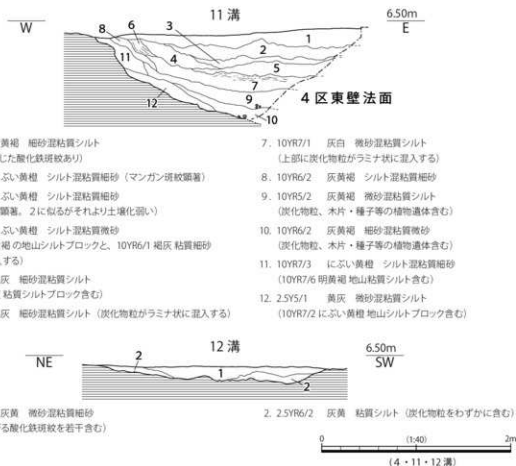 11 溝
W
6.50m
E
8
6
3
1
2
11
4
5
7
12
9
10
4区東壁法面
黄褐 細砂混粘質シルト
じた酸化鉄斑紋あり)
ぶい黄橙 シルト混粘質細砂(マンガン斑紋顕著)
ぶい黄橙 シルト混粘質細砂
顕著。2に似るがそれより土壌化弱い)
ぶい黄橙 シルト混粘質微砂
褐の地山シルトブロックと、10YR6/1 褐灰 粘質細砂
する)
灰 細砂混粘質シルト
粘質シルトブロック含む)
灰 細砂混粘質シルト(炭化物粒がラミナ状に混入する)
7. 10YR7/1 灰白 微砂混粘質シルト
(上部に炭化物粒がラミナ状に混入する)
8. 10YR6/2 灰黄褐 シルト混粘質細砂
9. 10YR5/2 灰黄褐 微砂混粘質シルト
(炭化物粒、木片・種子等の植物遺体含む)
10. 10YR6/2 灰黄褐 細砂混粘質微砂
(炭化物粒、木片・種子等の植物遺体含む)
11. 10YR7/3 にぶい黄橙 シルト混粘質細砂
(10YR7/6 明黄褐 地山粘質シルト含む)
12. 2.5Y5/1 黄灰 微砂混粘質シルト
(10YR7/2 にぶい黄橙 地山シルトブロック含む)
12 溝
NE
6.50m
SW
2
1
2
灰黄 微砂混粘質細砂
る酸化鉄斑紋を若干含む)
2. 2.5YR6/2 灰黄 粘質シルト(炭化物粒をわずかに含む)
0 (1:40) 2m
(4・11・12 溝)